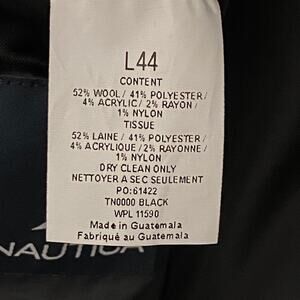 L44
CONTENT
52% WOOL / 41% POLYESTER /
4% ACRYLIC / 2% RAYON /
1% NYLON
TISSUE
52% LAINE / 41% POLYESTER /
4% ACRYLIQUE / 2% RAYONNE /
1% NYLON
DRY CLEAN ONLY
NETTOYER A SEC SEULEMENT
PO:61422
TN0000 BLACK
WPL 11590
Made in Guatemala
Fabriqué au Guatemala
NAUTICA